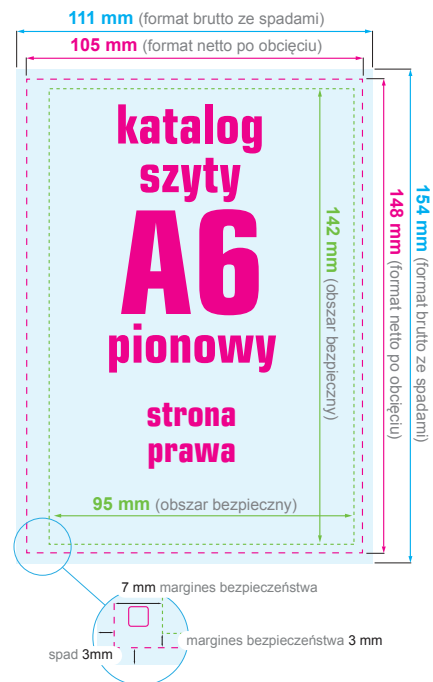 111 mm (format brutto ze spadami)
105 mm (format netto po obcięciu)
katalog
szyty
A6
pionowy
strona
prawa
142 mm (obszar bezpieczny)
148 mm (format netto po obcięciu)
154 mm (format brutto ze spadami)
95 mm (obszar bezpieczny)
7 mm margines bezpieczeństwa
margines bezpieczeństwa 3 mm
spad 3mm